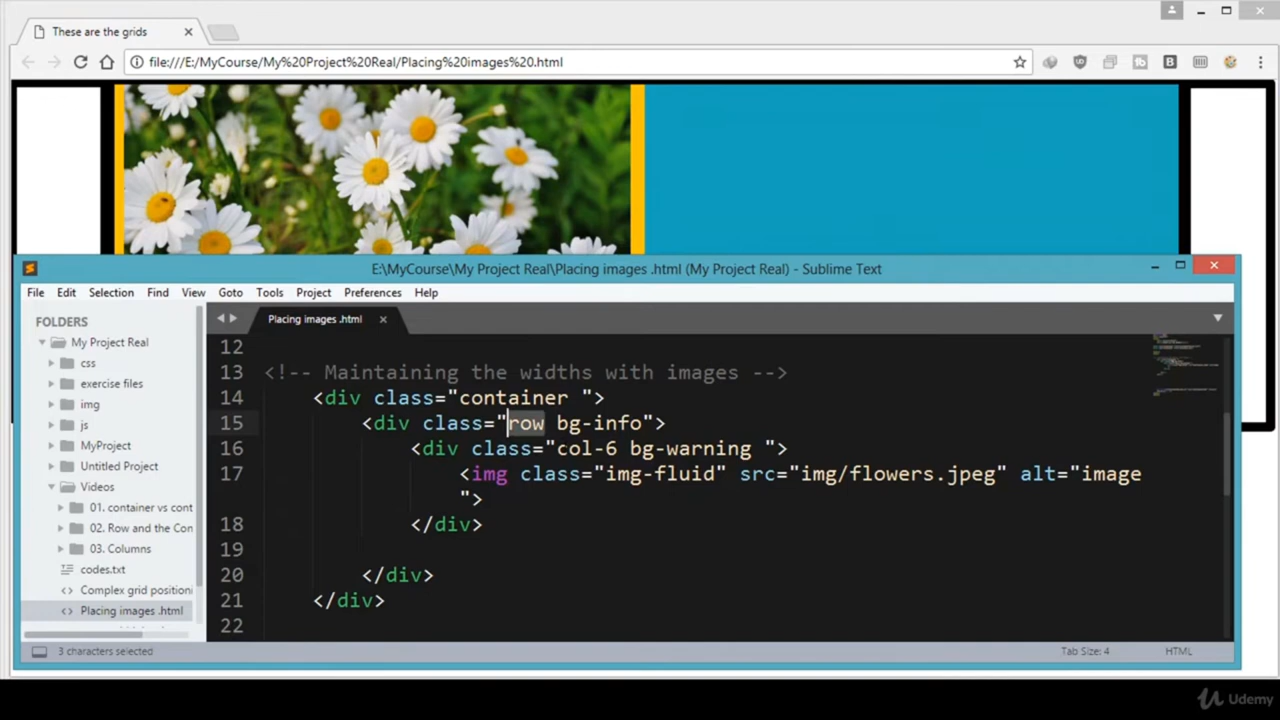 These are the grids
file:///E:/MyCourse/My%20Project%20Real/Placing%20images%20.html
E:\MyCourse\My Project Real\Placing images .html (My Project Real) - Sublime Text
File Edit Selection Find View Goto Tools Project Preferences Help
FOLDERS
My Project Real
css
exercise files
img
js
MyProject
Untitled Project
Videos
01. container vs cont
02. Row and the Con
03. Columns
codes.txt
Complex grid position
Placing images .html
Placing images .html
12
13 <!-- Maintaining the widths with images -->
14 <div class="container ">
15 <div class="row bg-info">
16 <div class="col-6 bg-warning ">
17 <img class="img-fluid" src="img/flowers.jpeg" alt="image
">
18 </div>
19
20 </div>
21 </div>
22
3 characters selected
Tab Size: 4
HTML
Udemy